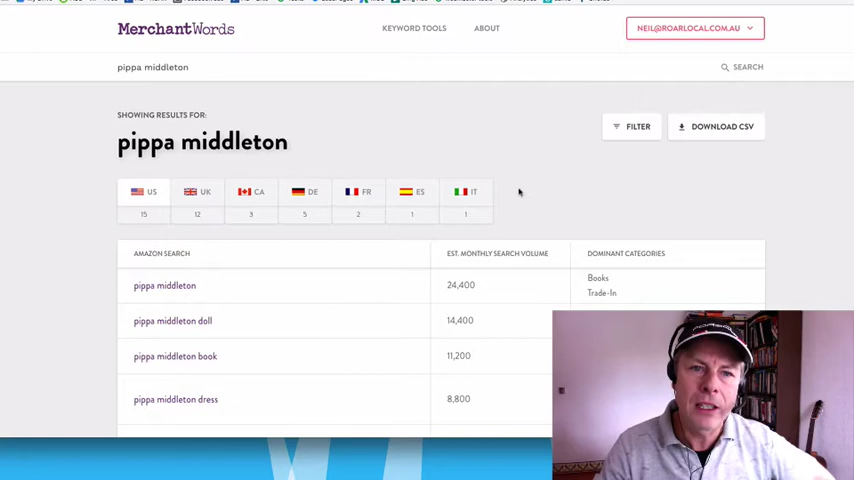 MerchantWords
KEYWORD TOOLS
ABOUT
NEIL@ROARLOCAL.COM.AU
pippa middleton
SEARCH
SHOWING RESULTS FOR:
pippa middleton
FILTER
DOWNLOAD CSV
US UK CA DE FR ES IT
15 12 3 5 2 1 1
AMAZON SEARCH EST. MONTHLY SEARCH VOLUME DOMINANT CATEGORIES
pippa middleton 24,400 Books
Trade-In
pippa middleton doll 14,400
pippa middleton book 11,200
pippa middleton dress 8,800